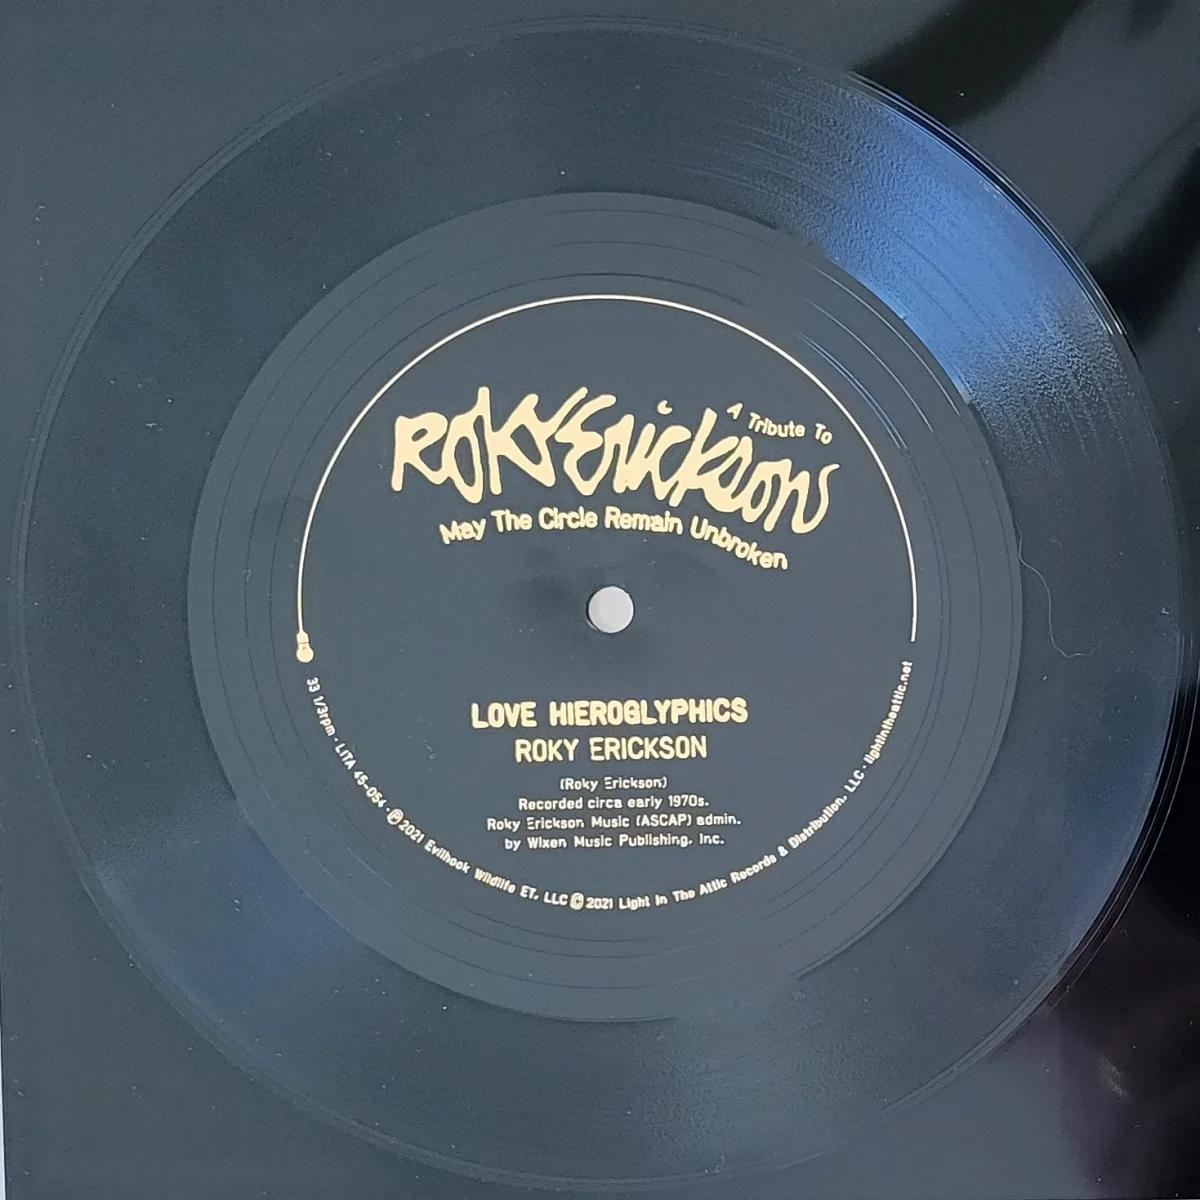 A Tribute To
Roky Erickson
May The Circle Remain Unbroken
LOVE HIEROGLYPHICS
ROKY ERICKSON
(Roky Erickson)
Recorded circa early 1970s.
Roky Erickson Music (ASCAP) admin.
by Wixen Music Publishing, Inc.
33 1/3rpm · LITA 45-054 · ℗ 2021 Evilhook Wildlife ET, LLC © 2021 Light In The Attic Records & Distribution, LLC · lightintheattic.net